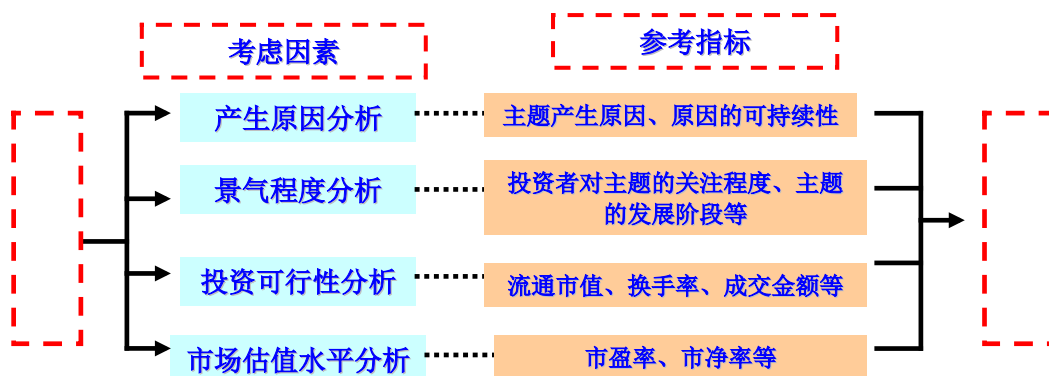 考虑因素
参考指标
产生原因分析
主题产生原因、原因的可持续性
景气程度分析
投资者对主题的关注程度、主题
的发展阶段等
投资可行性分析
流通市值、换手率、成交金额等
市场估值水平分析
市盈率、市净率等